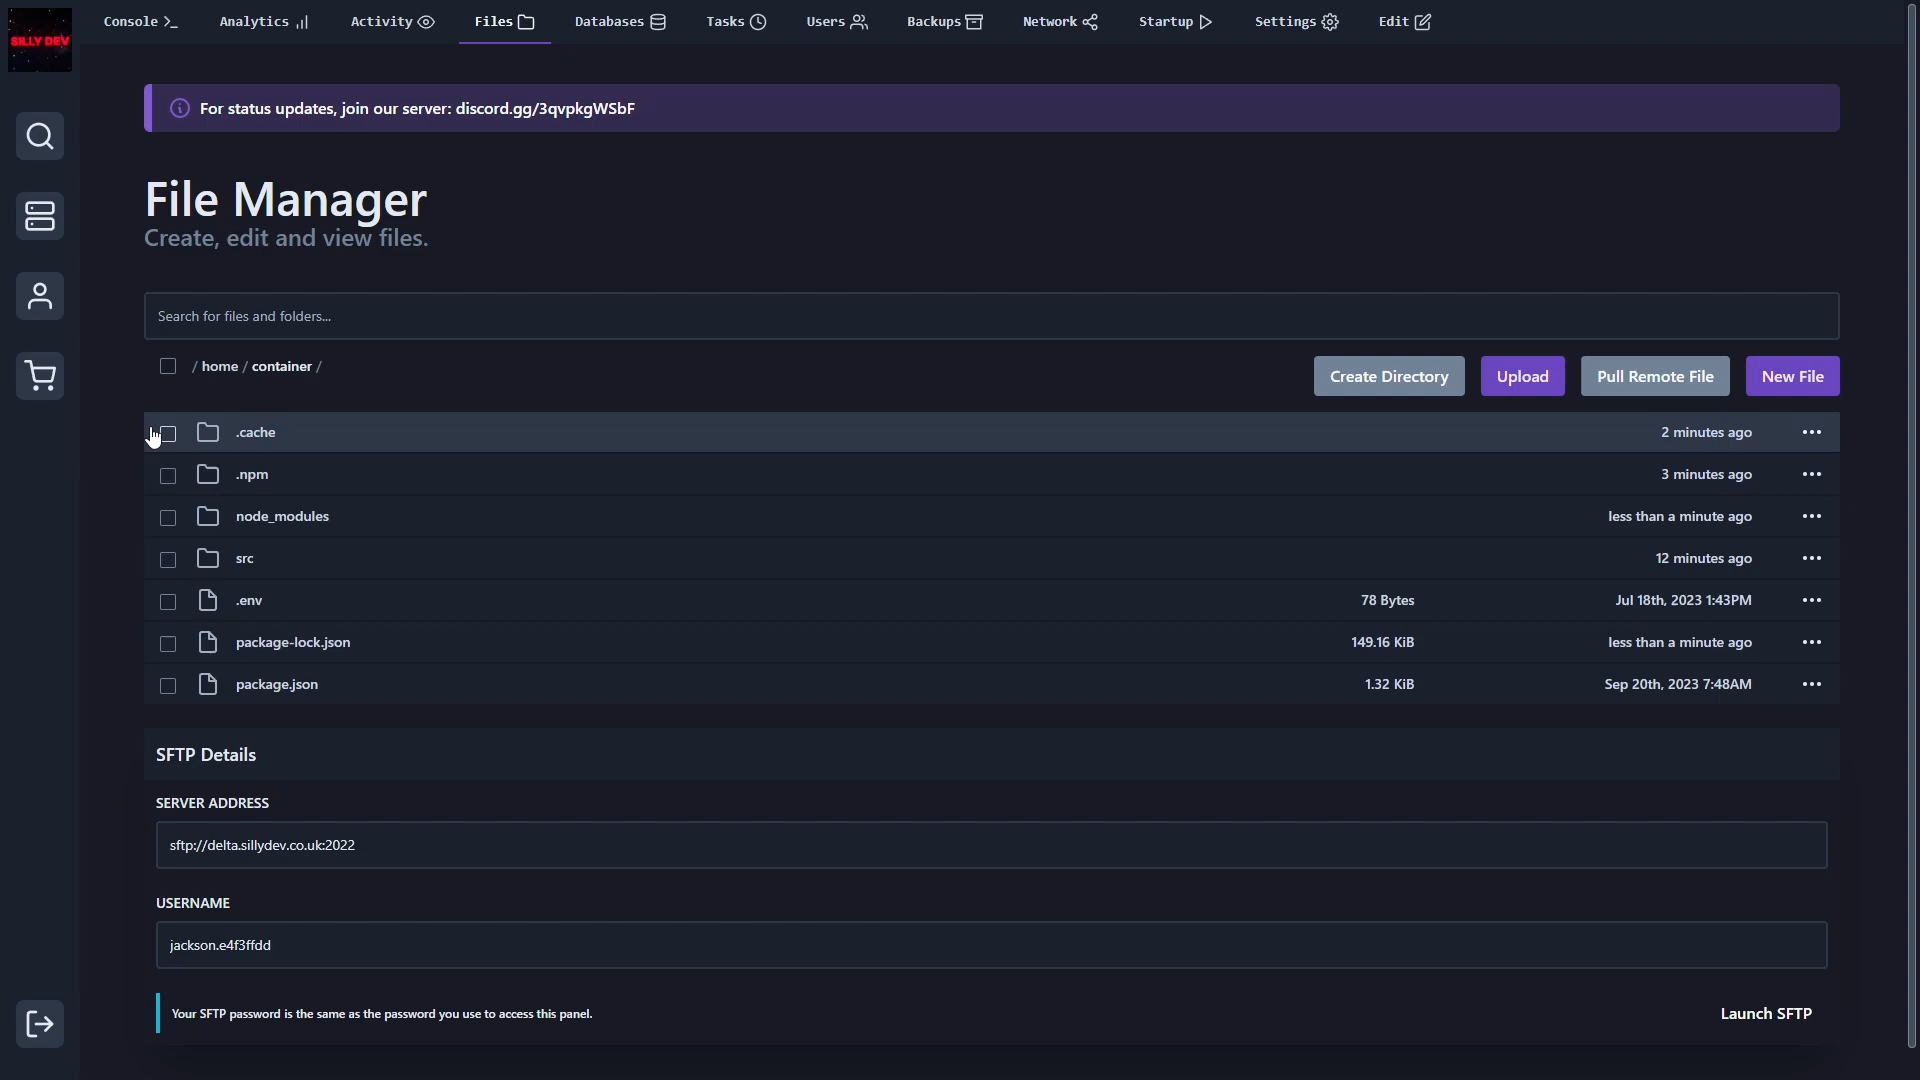 SILLY DEV
Console Analytics Activity Files Databases Tasks Users Backups Network Startup Settings Edit
For status updates, join our server: discord.gg/3qvpkgWSbF
File Manager
Create, edit and view files.
Search for files and folders...
/ home / container /
Create Directory Upload Pull Remote File New File
.cache 2 minutes ago
.npm 3 minutes ago
node_modules less than a minute ago
src 12 minutes ago
.env 78 Bytes Jul 18th, 2023 1:43PM
package-lock.json 149.16 KiB less than a minute ago
package.json 1.32 KiB Sep 20th, 2023 7:48AM
SFTP Details
SERVER ADDRESS
sftp://delta.sillydev.co.uk:2022
USERNAME
jackson.e4f3ffdd
Your SFTP password is the same as the password you use to access this panel.
Launch SFTP